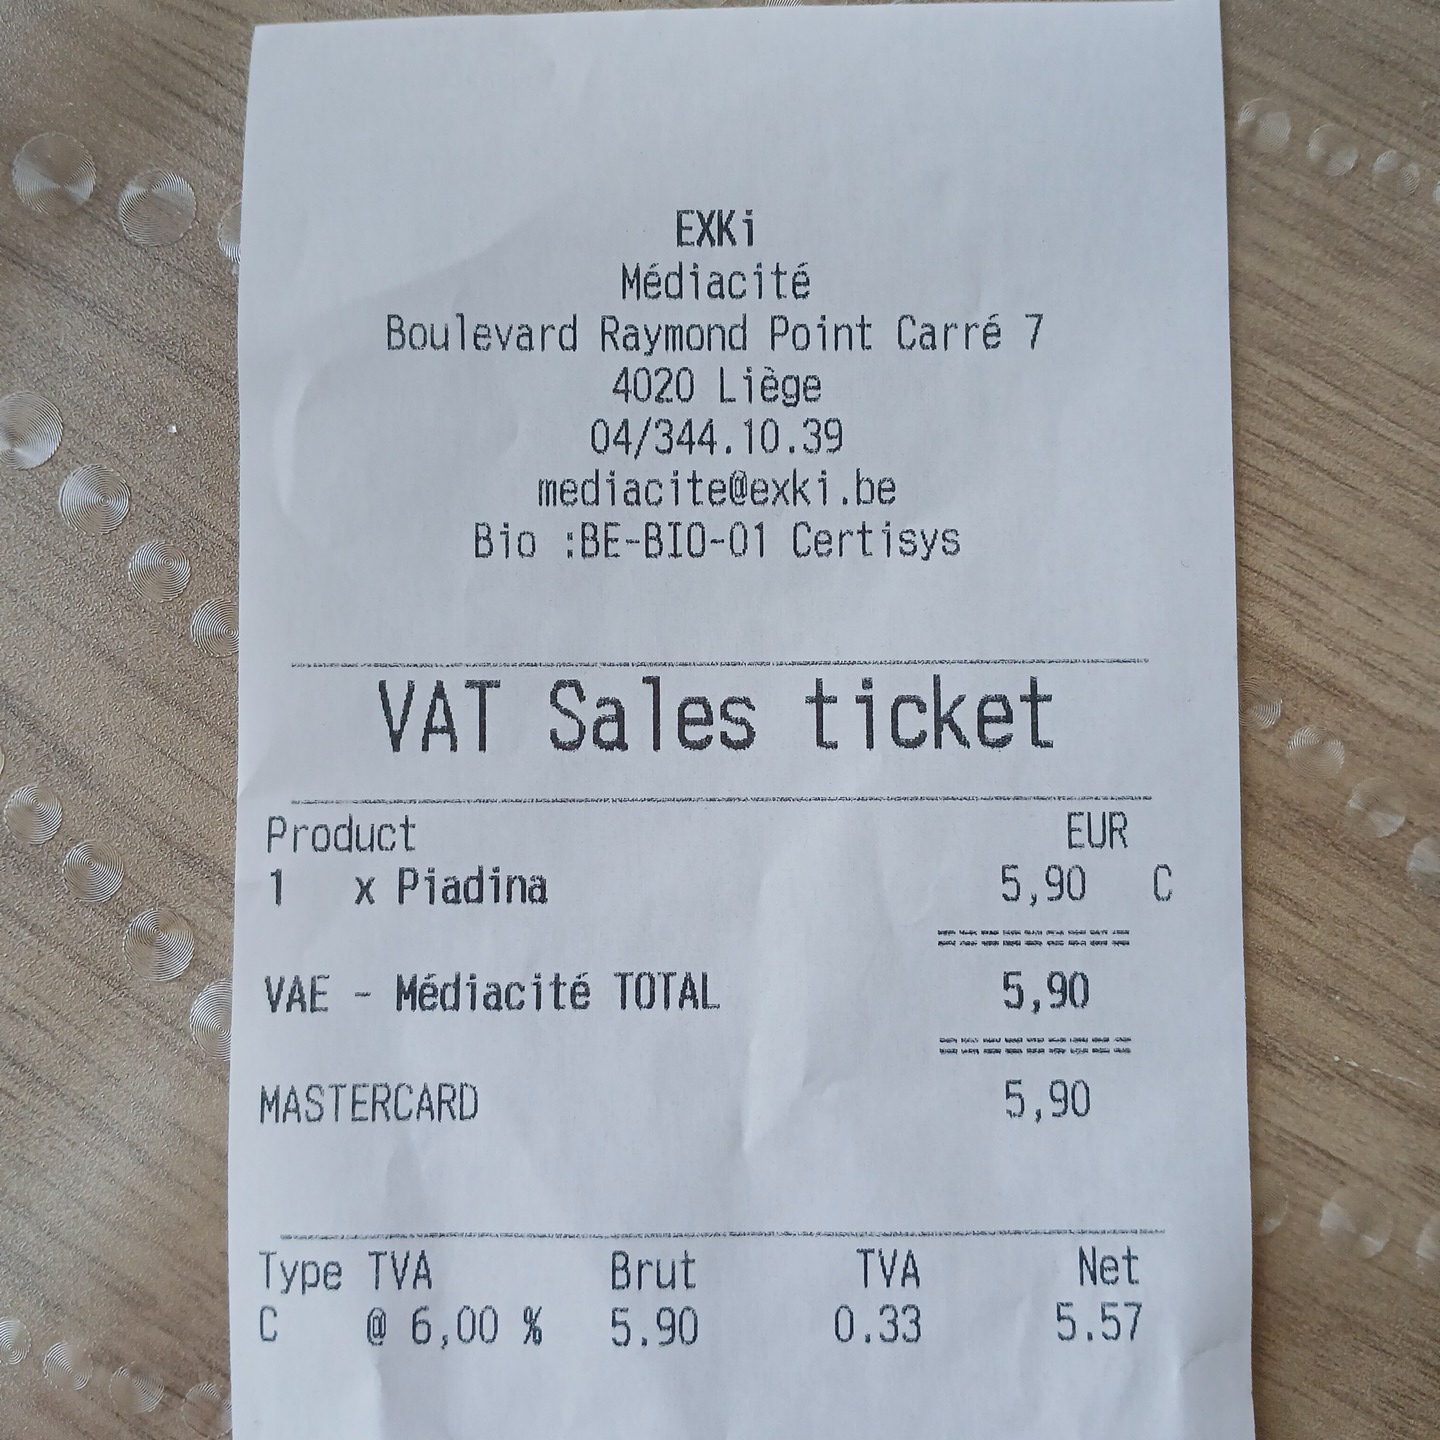 EXKi
Médiacité
Boulevard Raymond Point Carré 7
4020 Liège
04/344.10.39
mediacite@exki.be
Bio :BE-BIO-01 Certisys
VAT Sales ticket
Product EUR
1 x Piadina 5,90 C
=========
VAE - Médiacité TOTAL 5,90
=========
MASTERCARD 5,90
Type TVA Brut TVA Net
C @ 6,00 % 5.90 0.33 5.57